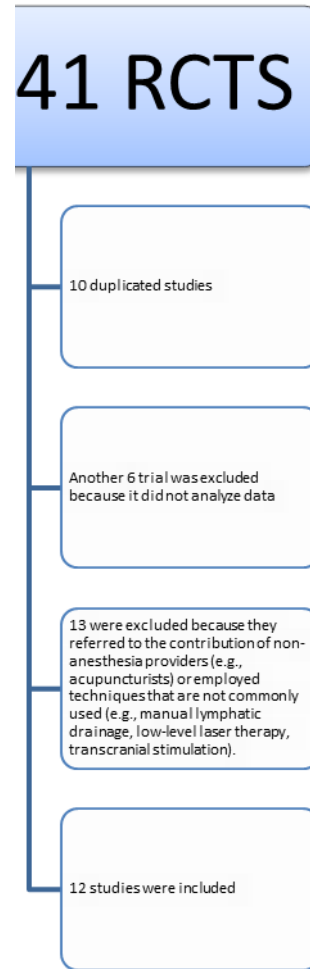 41 RCTS
10 duplicated studies
Another 6 trial was excluded
because it did not analyze data
13 were excluded because they
referred to the contribution of non-
anesthesia providers (e.g.,
acupuncturists) or employed
techniques that are not commonly
used (e.g., manual lymphatic
drainage, low-level laser therapy,
transcranial stimulation).
12 studies were included